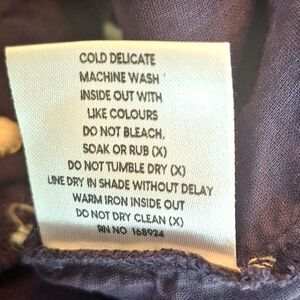 COLD DELICATE
MACHINE WASH
INSIDE OUT WITH
LIKE COLOURS
DO NOT BLEACH,
SOAK OR RUB (X)
DO NOT TUMBLE DRY (X)
LINE DRY IN SHADE WITHOUT DELAY
WARM IRON INSIDE OUT
DO NOT DRY CLEAN (X)
RN NO 168924